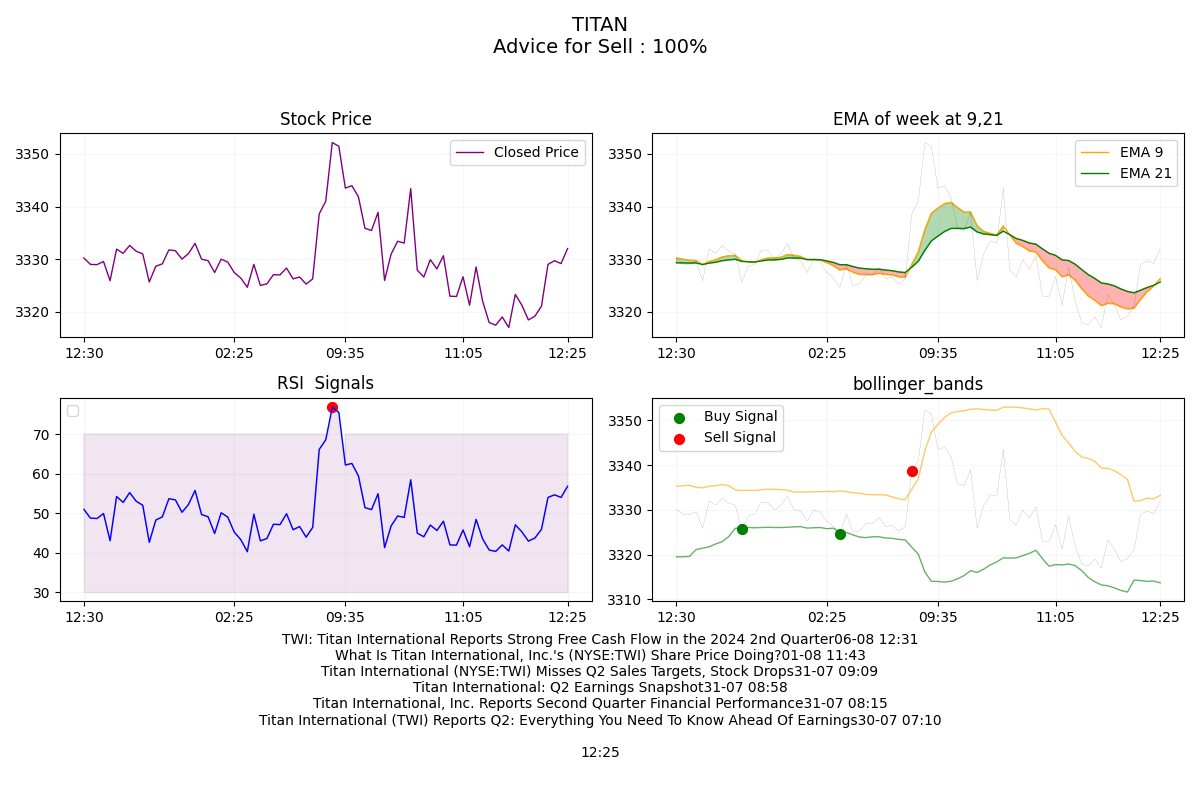 TITAN
Advice for Sell : 100%
Stock Price
3350
3340
3330
3320
Closed Price
12:30
02:25
09:35
11:05
12:25
EMA of week at 9,21
3350
3340
3330
3320
EMA 9
EMA 21
12:30
02:25
09:35
11:05
12:25
RSI  Signals
70
60
50
40
30
12:30
02:25
09:35
11:05
12:25
bollinger_bands
3350
3340
3330
3320
3310
Buy Signal
Sell Signal
12:30
02:25
09:35
11:05
12:25
TWI: Titan International Reports Strong Free Cash Flow in the 2024 2nd Quarter06-08 12:31
What Is Titan International, Inc.'s (NYSE:TWI) Share Price Doing?01-08 11:43
Titan International (NYSE:TWI) Misses Q2 Sales Targets, Stock Drops31-07 09:09
Titan International: Q2 Earnings Snapshot31-07 08:58
Titan International, Inc. Reports Second Quarter Financial Performance31-07 08:15
Titan International (TWI) Reports Q2: Everything You Need To Know Ahead Of Earnings30-07 07:10
12:25